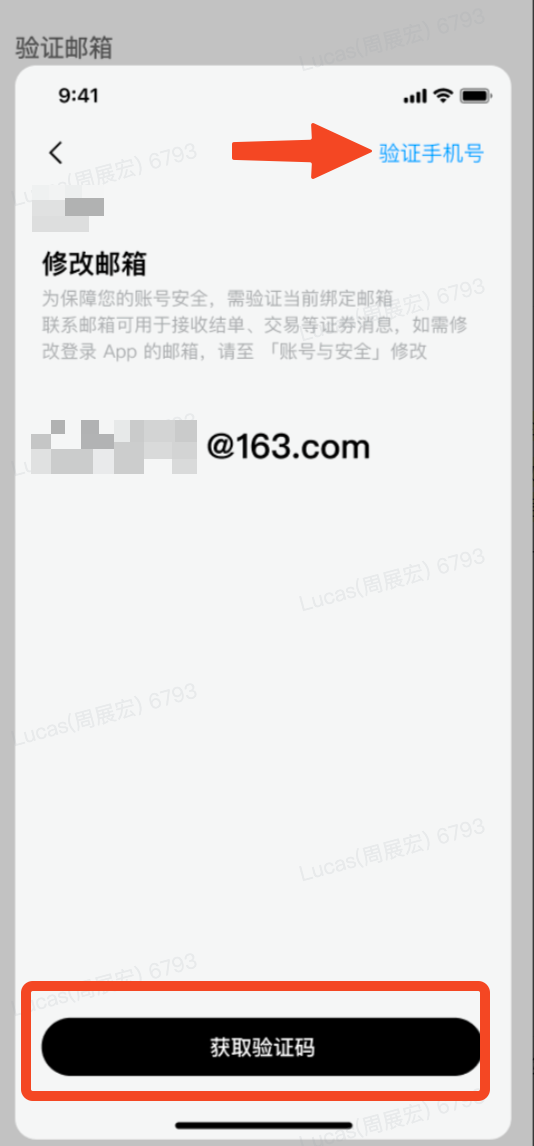 验证邮箱
9:41
验证手机号
修改邮箱
为保障您的账号安全，需验证当前绑定邮箱
联系邮箱可用于接收结单、交易等证券消息，如需修
改登录 App 的邮箱，请至「账号与安全」修改
@163.com
获取验证码
Lucas(周展宏) 6793
Lucas(周展宏) 6793
Lucas(周展宏) 6793
Lucas(周展宏) 6793
Lucas(周展宏) 6793
Lucas(周展宏) 6793
Lucas(周展宏) 6793
Lucas(周展宏) 6793
Lucas(周展宏) 6793